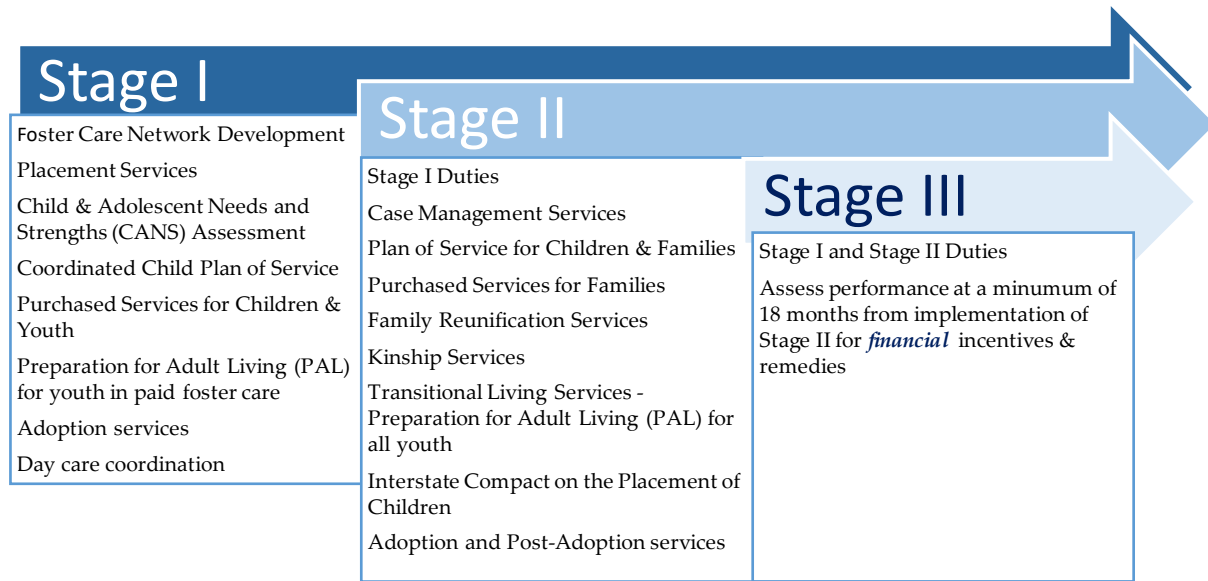 Stage I
Foster Care Network Development
Placement Services
Child & Adolescent Needs and
Strengths (CANS) Assessment
Coordinated Child Plan of Service
Purchased Services for Children &
Youth
Preparation for Adult Living (PAL)
for youth in paid foster care
Adoption services
Day care coordination
Stage II
Stage I Duties
Case Management Services
Plan of Service for Children & Families
Purchased Services for Families
Family Reunification Services
Kinship Services
Transitional Living Services -
Preparation for Adult Living (PAL) for
all youth
Interstate Compact on the Placement of
Children
Adoption and Post-Adoption services
Stage III
Stage I and Stage II Duties
Assess performance at a minumum of
18 months from implementation of
Stage II for financial incentives &
remedies